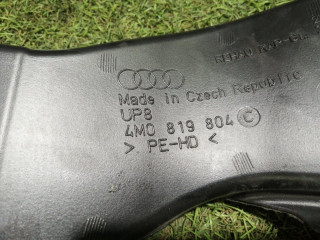 Made in Czech Republic
UP8
4M0 819 804 C
> PE-HD <